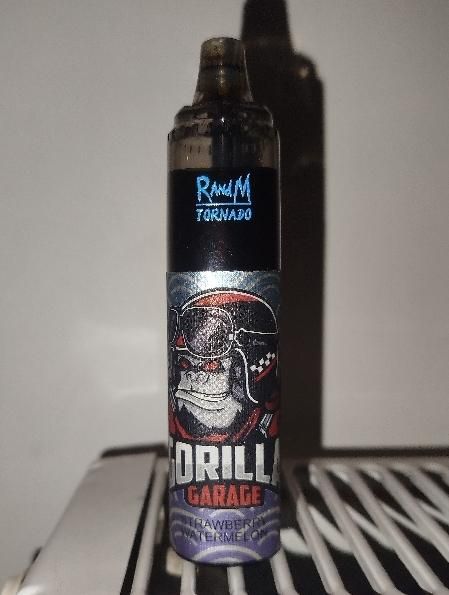 RAndM
TORNADO
GORILLA
GARAGE
STRAWBERRY
WATERMELON